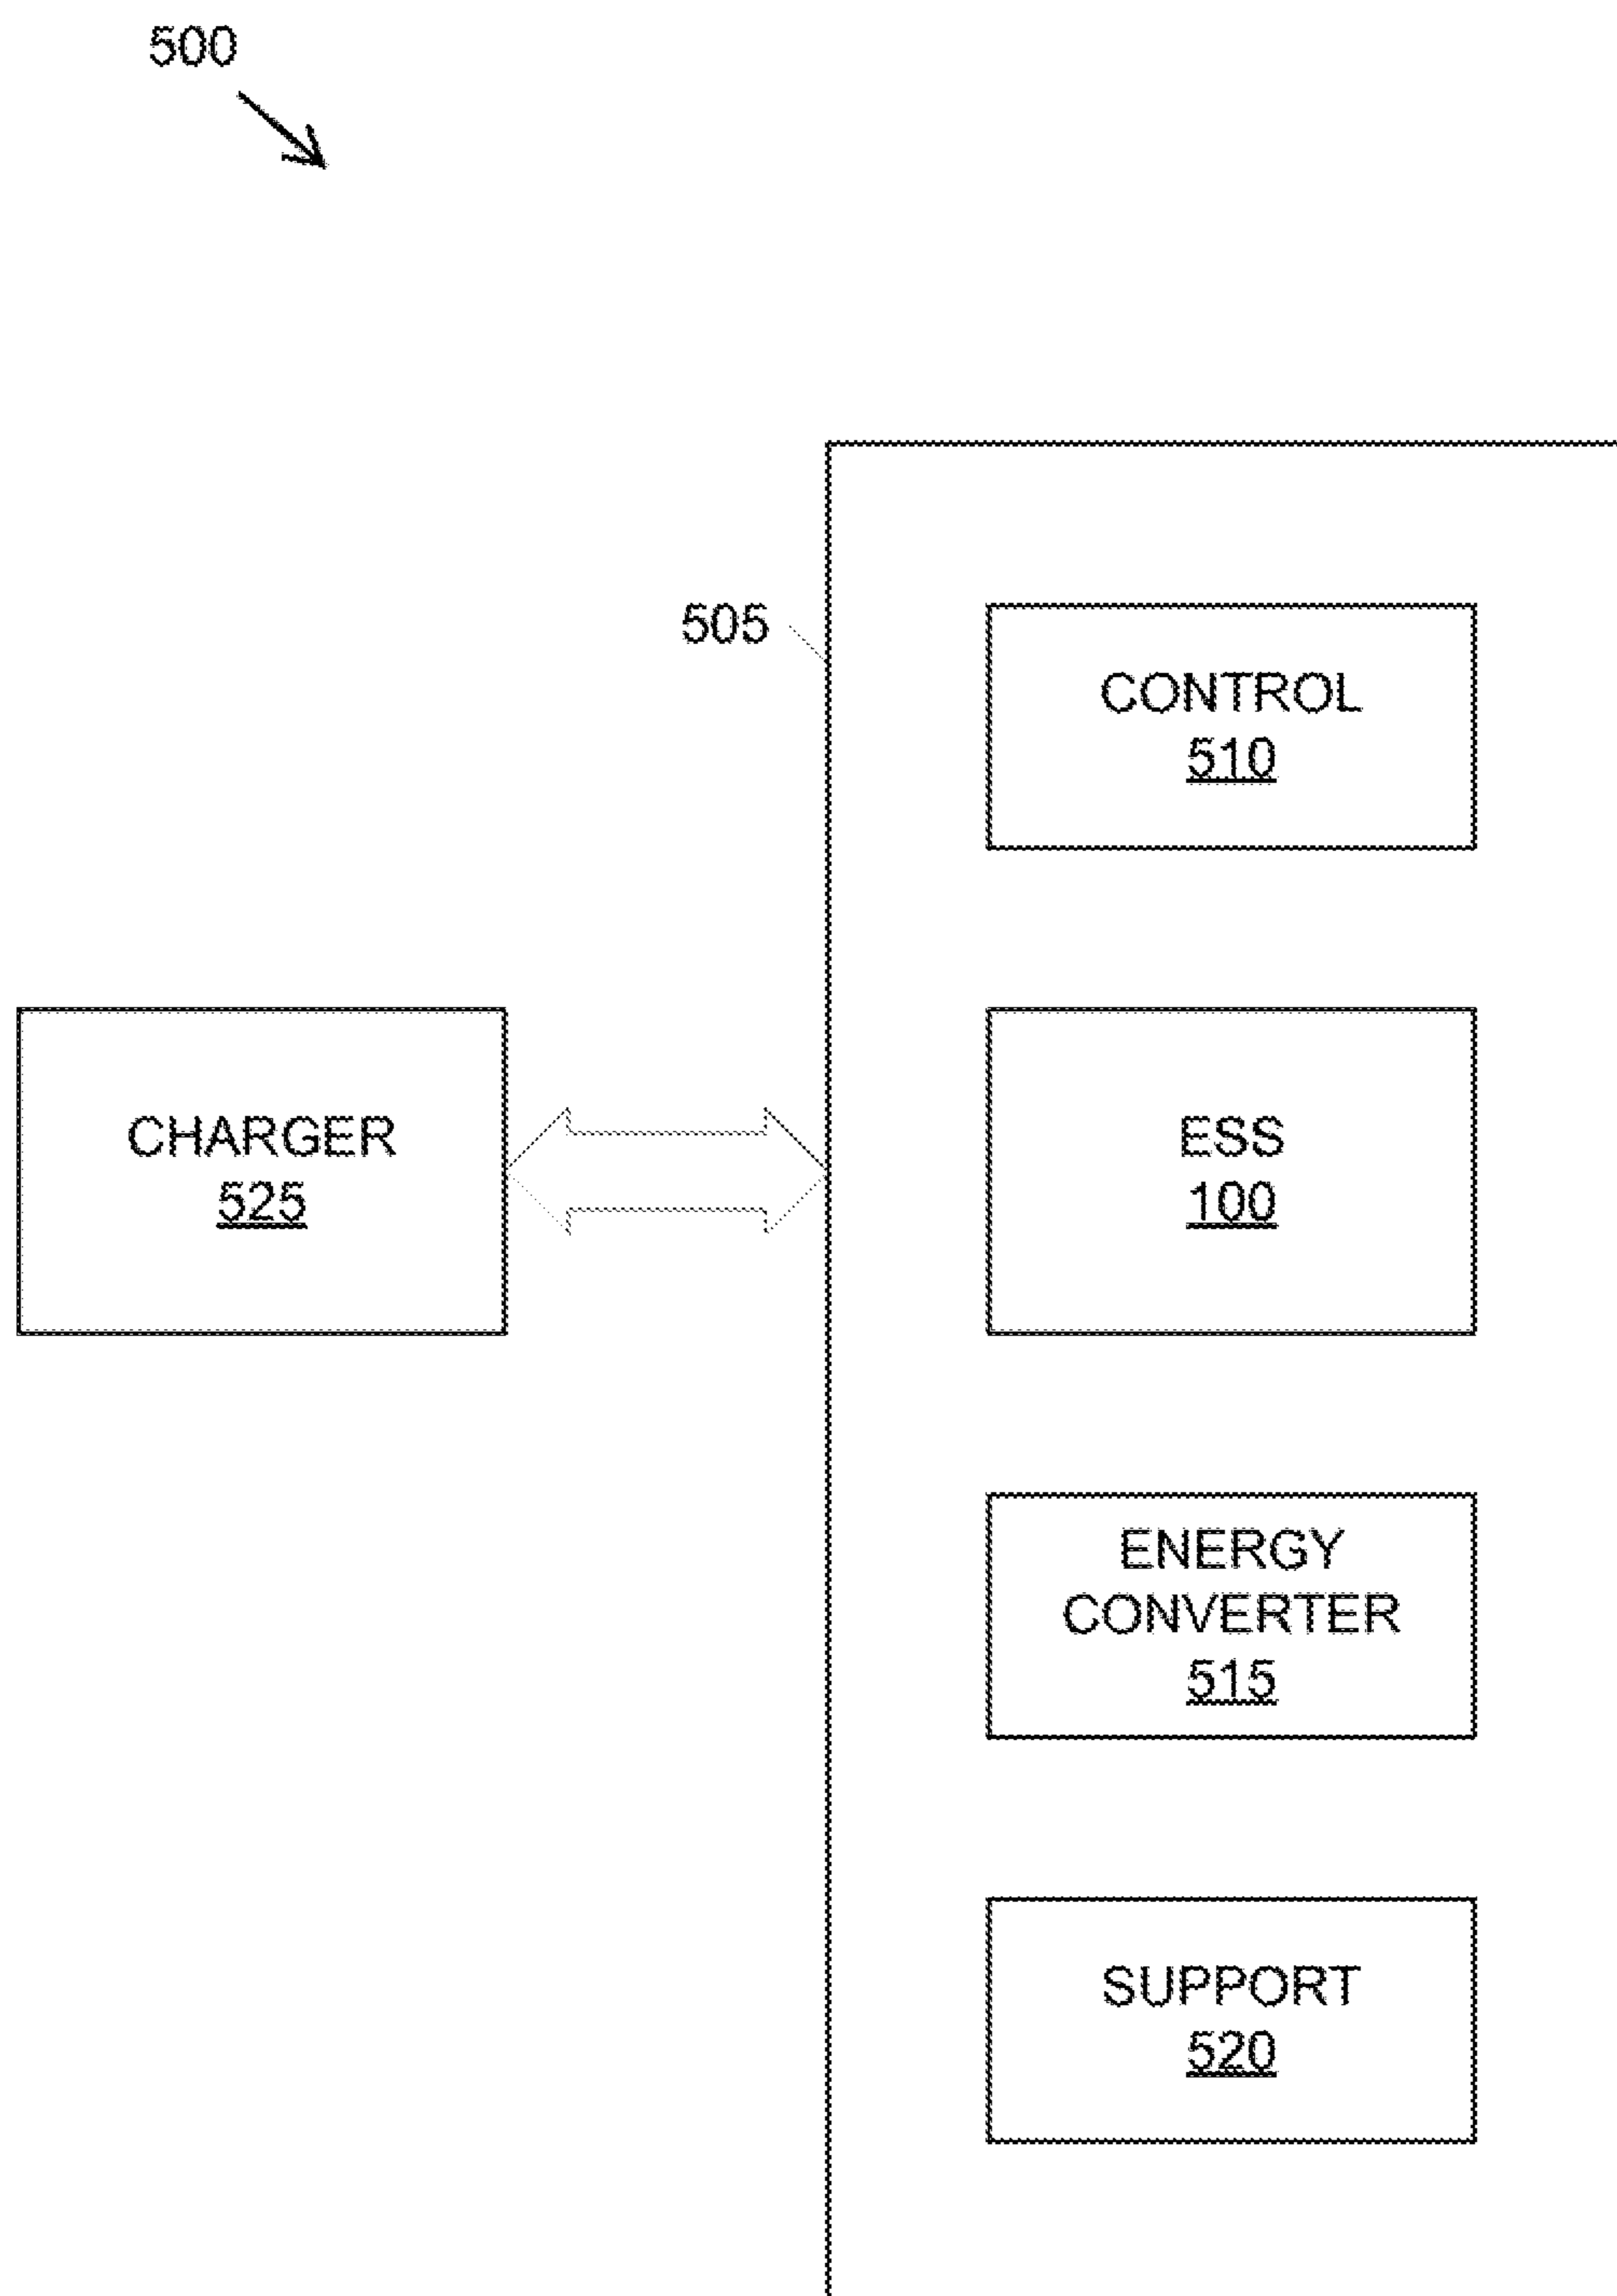 500
505
CONTROL
510
CHARGER
525
ESS
100
ENERGY
CONVERTER
515
SUPPORT
520